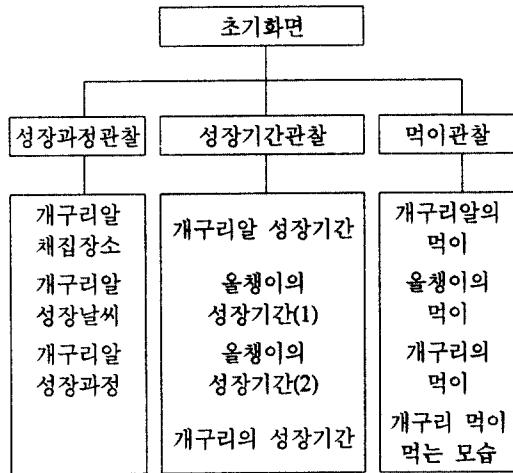 초기화면
성장과정관찰
성장기간관찰
먹이관찰
개구리알
채집장소
개구리알
성장날씨
개구리알
성장과정
개구리알 성장기간
올챙이의
성장기간(1)
올챙이의
성장기간(2)
개구리의 성장기간
개구리알의
먹이
올챙이의
먹이
개구리의
먹이
개구리 먹이
먹는 모습